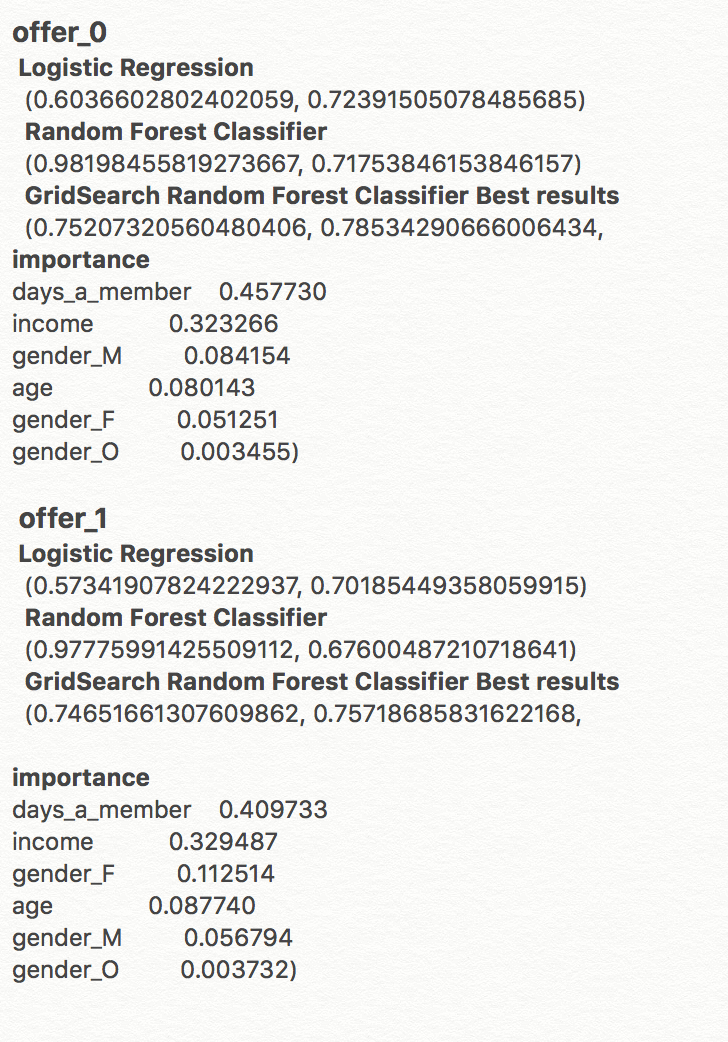 offer_0
Logistic Regression
(0.6036602802402059, 0.72391505078485685)
Random Forest Classifier
(0.98198455819273667, 0.71753846153846157)
GridSearch Random Forest Classifier Best results
(0.75207320560480406, 0.78534290666006434,
importance
days_a_member 0.457730
income 0.323266
gender_M 0.084154
age 0.080143
gender_F 0.051251
gender_O 0.003455)
offer_1
Logistic Regression
(0.57341907824222937, 0.70185449358059915)
Random Forest Classifier
(0.97775991425509112, 0.67600487210718641)
GridSearch Random Forest Classifier Best results
(0.74651661307609862, 0.75718685831622168,
importance
days_a_member 0.409733
income 0.329487
gender_F 0.112514
age 0.087740
gender_M 0.056794
gender_O 0.003732)